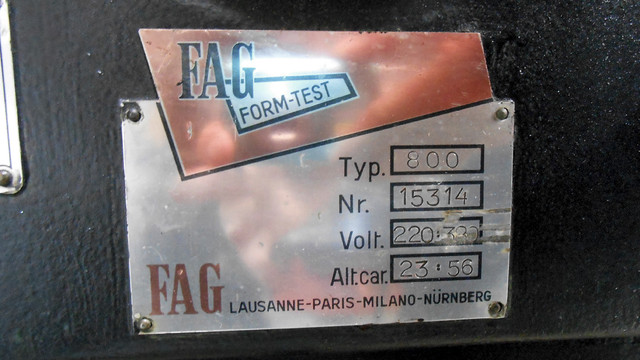 FAG
FORM-TEST
Typ. 800
Nr. 15314
Volt. 220:380
Alt.car. 23:56
FAG LAUSANNE-PARIS-MILANO-NÜRNBERG